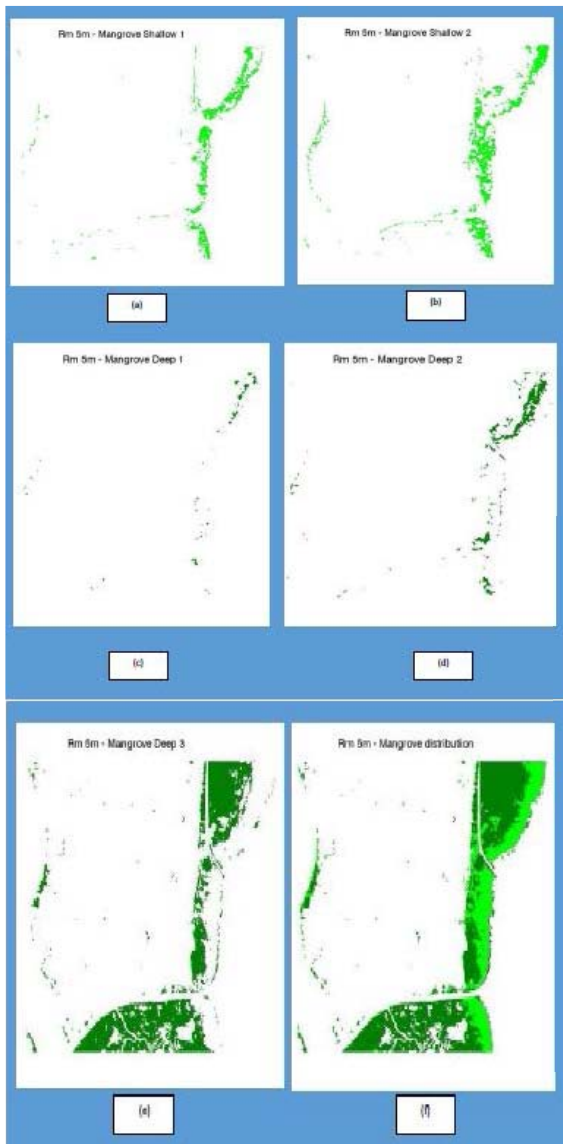 Rm 5m - Mangrove Shallow 1
Rm 5m - Mangrove Shallow 2
(a)
(b)
Rm 5m - Mangrove Deep 1
Rm 5m - Mangrove Deep 2
(c)
(d)
Rm 5m - Mangrove Deep 3
Rm 5m - Mangrove distribution
(e)
(f)